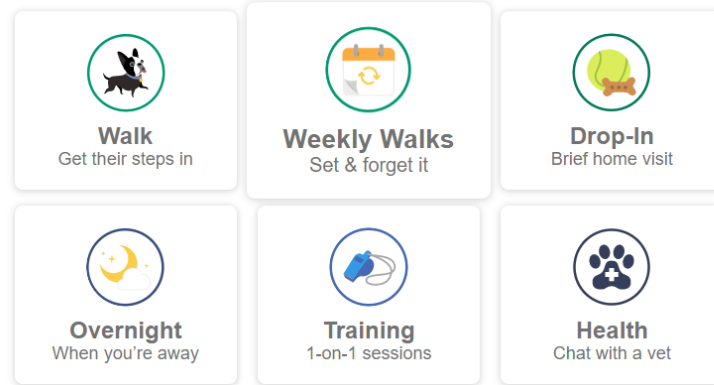 Walk
Get their steps in
Weekly Walks
Set & forget it
Drop-In
Brief home visit
Overnight
When you’re away
Training
1-on-1 sessions
Health
Chat with a vet